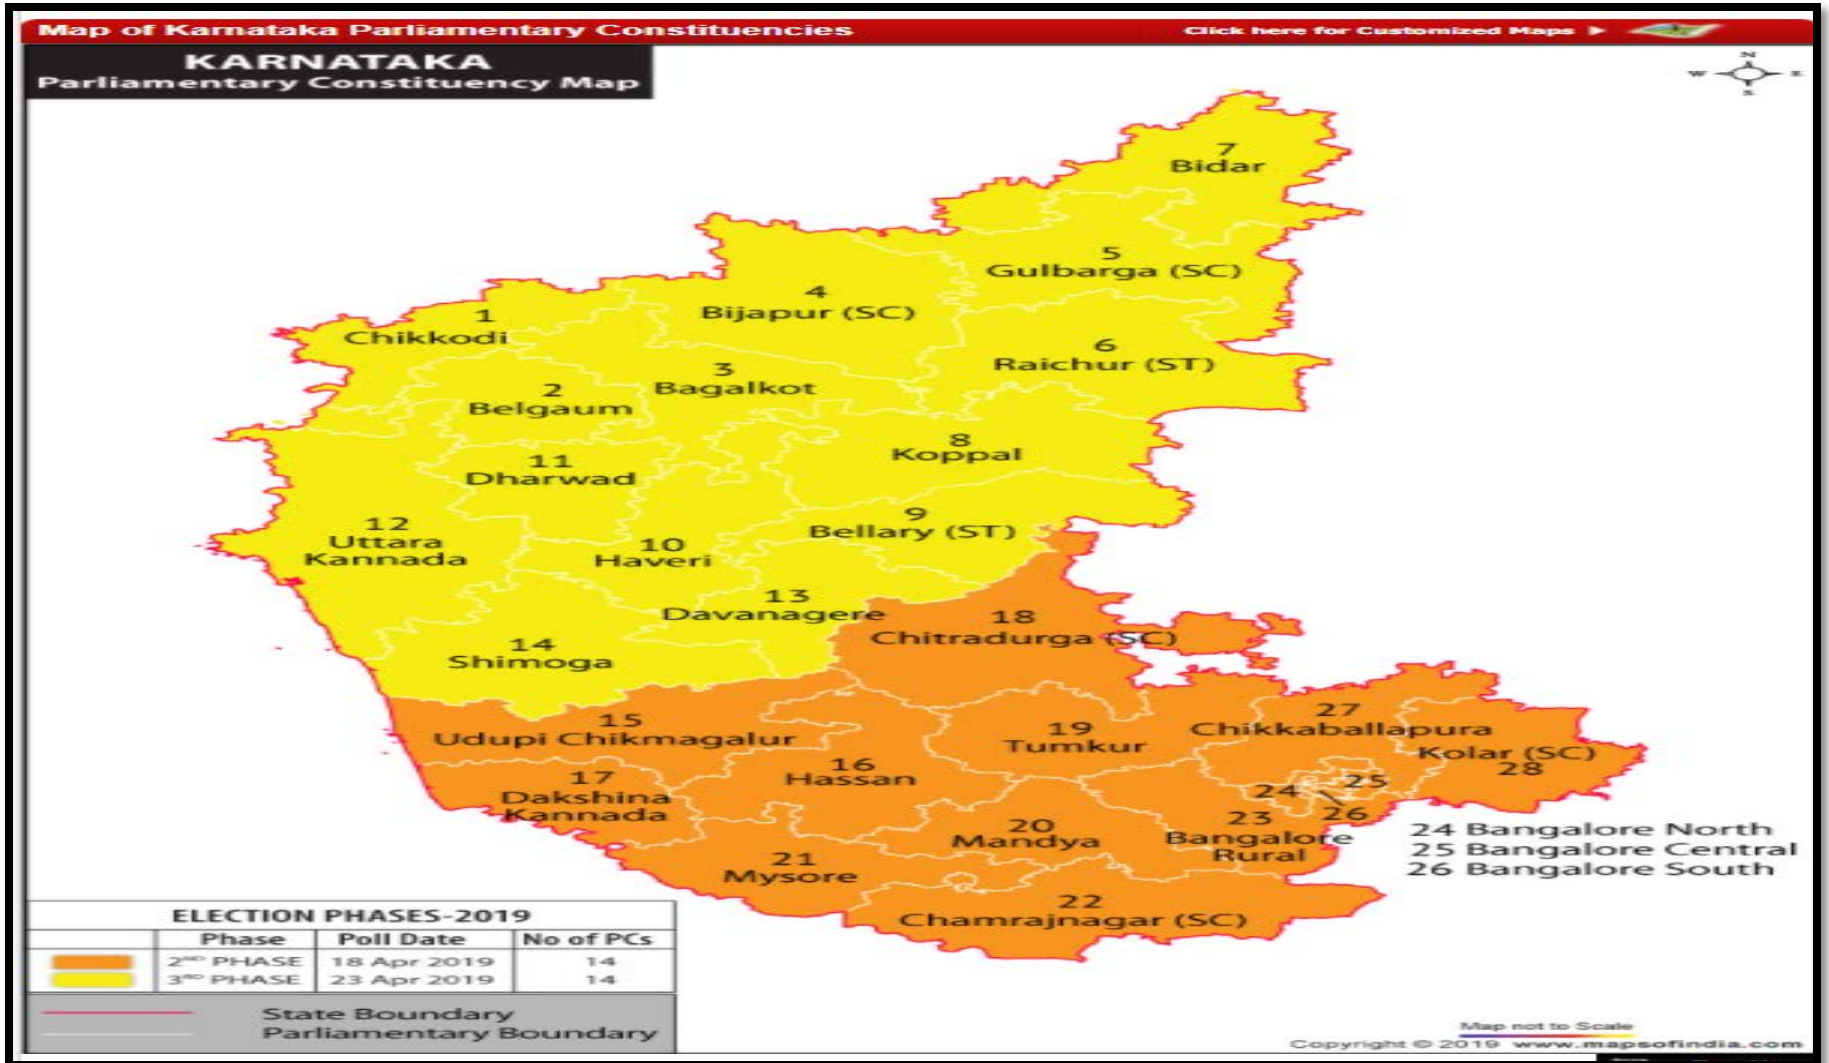 Map of Karnataka Parliamentary Constituencies
Click here for Customized Maps
KARNATAKA
Parliamentary Constituency Map
N
W E
S
7
Bidar
5
Gulbarga (SC)
4
Bijapur (SC)
1
Chikkodi
6
Raichur (ST)
3
Bagalkot
2
Belgaum
8
Koppal
11
Dharwad
9
Bellary (ST)
12
Uttara
Kannada
10
Haveri
13
Davanagere
18
Chitradurga (SC)
14
Shimoga
15
Udupi Chikmagalur
19
Tumkur
27
Chikkaballapura
Kolar (SC)
28
16
Hassan
17
Dakshina
Kannada
24
25
26
23
Bangalore
Rural
20
Mandya
21
Mysore
22
Chamrajnagar (SC)
24 Bangalore North
25 Bangalore Central
26 Bangalore South
ELECTION PHASES-2019
Phase Poll Date No of PCs
2ND PHASE 18 Apr 2019 14
3RD PHASE 23 Apr 2019 14
State Boundary
Parliamentary Boundary
Map not to Scale
Copyright © 2019 www.mapsofindia.com